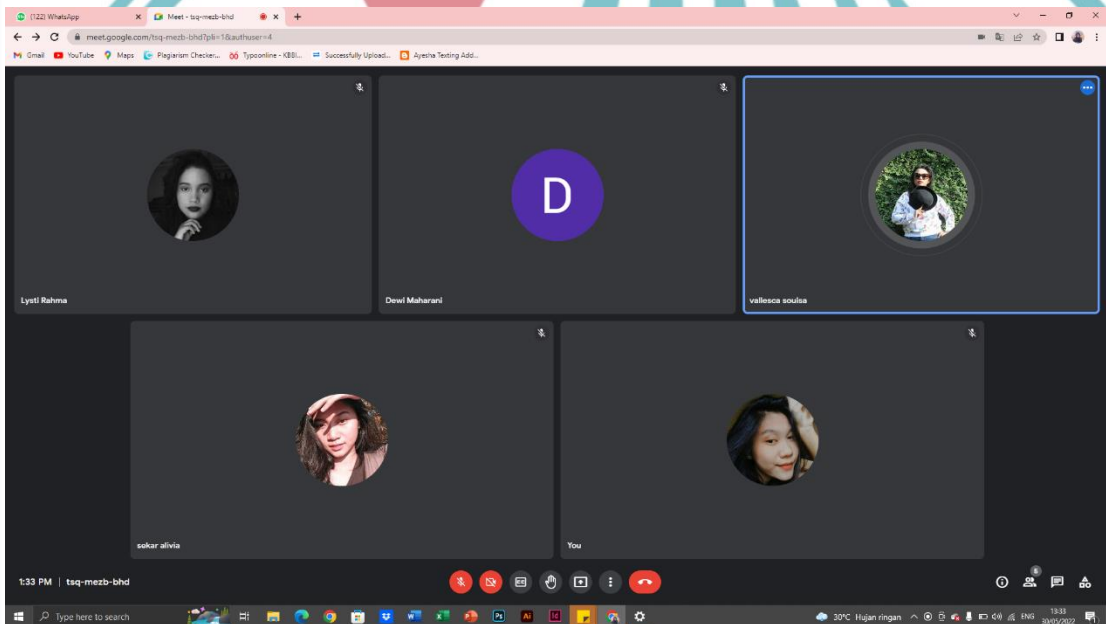 (122) WhatsApp
Meet - tsq-mezb-bhd
meet.google.com/tsq-mezb-bhd?pli=1&authuser=4
Gmail YouTube Maps Plagiarism Checker... Typoonline - KBBI... Successfully Upload... Ayesha Texting Add...
D
Lysti Rahma
Dewi Maharani
vallesca souisa
sekar alivia
You
1:33 PM | tsq-mezb-bhd
Type here to search
30°C Hujan ringan
ENG
13:33
30/05/2022